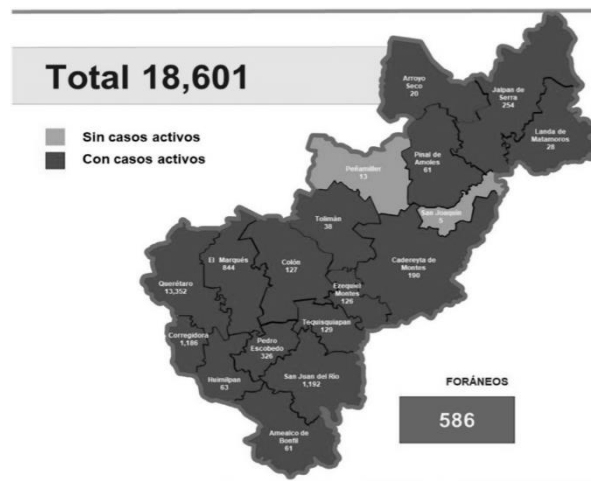 Total 18,601
Sin casos activos
Con casos activos
Arroyo
Seco
20
Jalpan de
Serra
254
Landa de
Matamoros
28
Pinal de
Amoles
61
Peñamiller
13
San Joaquín
5
Tolimán
38
Cadereyta de
Montes
190
El Marqués
844
Colón
127
Ezequiel
Montes
126
Querétaro
13,352
Tequisquiapan
129
Corregidora
1,186
Pedro
Escobedo
326
San Juan del Río
1,192
Huimilpan
63
Amealco de
Bonfil
61
FORÁNEOS
586